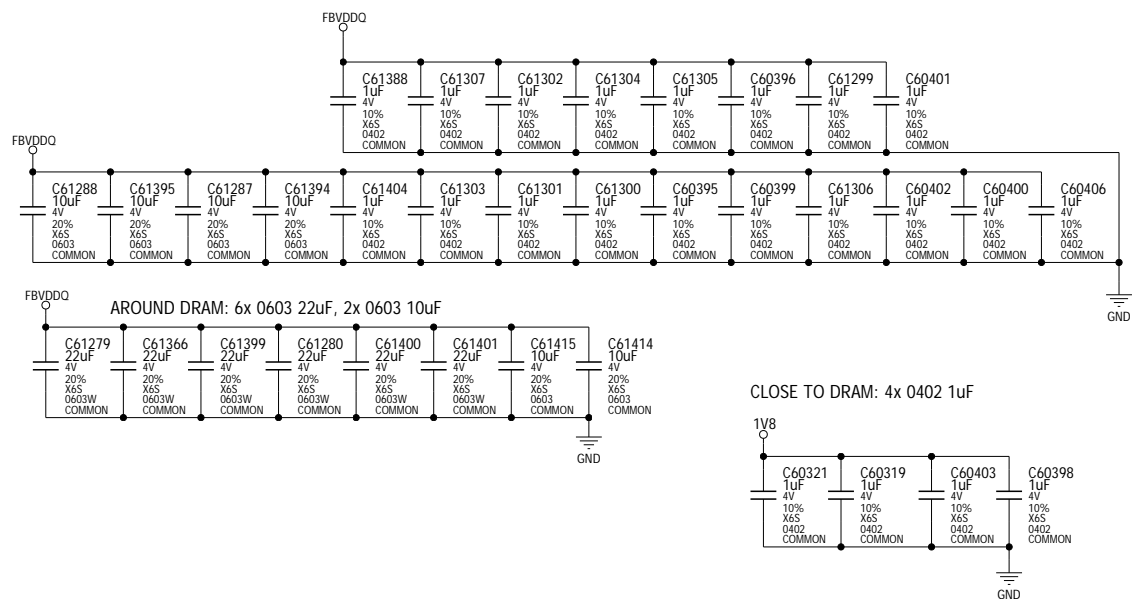 FBVDDQ
C61388 C61307 C61302 C61304 C61305 C60396 C61299 C60401
1uF 1uF 1uF 1uF 1uF 1uF 1uF 1uF
4V 4V 4V 4V 4V 4V 4V 4V
10% 10% 10% 10% 10% 10% 10% 10%
X6S X6S X6S X6S X6S X6S X6S X6S
0402 0402 0402 0402 0402 0402 0402 0402
COMMON COMMON COMMON COMMON COMMON COMMON COMMON COMMON
FBVDDQ
C61288 C61395 C61287 C61394 C61404 C61303 C61301 C61300 C60395 C60399 C61306 C60402 C60400 C60406
10uF 10uF 10uF 10uF 1uF 1uF 1uF 1uF 1uF 1uF 1uF 1uF 1uF 1uF
4V 4V 4V 4V 4V 4V 4V 4V 4V 4V 4V 4V 4V 4V
20% 20% 20% 20% 10% 10% 10% 10% 10% 10% 10% 10% 10% 10%
X6S X6S X6S X6S X6S X6S X6S X6S X6S X6S X6S X6S X6S X6S
0603 0603 0603 0603 0402 0402 0402 0402 0402 0402 0402 0402 0402 0402
COMMON COMMON COMMON COMMON COMMON COMMON COMMON COMMON COMMON COMMON COMMON COMMON COMMON COMMON
GND
FBVDDQ
AROUND DRAM: 6x 0603 22uF, 2x 0603 10uF
C61279 C61366 C61399 C61280 C61400 C61401 C61415 C61414
22uF 22uF 22uF 22uF 22uF 22uF 10uF 10uF
4V 4V 4V 4V 4V 4V 4V 4V
20% 20% 20% 20% 20% 20% 20% 20%
X6S X6S X6S X6S X6S X6S X6S X6S
0603W 0603W 0603W 0603W 0603W 0603W 0603 0603
COMMON COMMON COMMON COMMON COMMON COMMON COMMON COMMON
GND
CLOSE TO DRAM: 4x 0402 1uF
1V8
C60321 C60319 C60403 C60398
1uF 1uF 1uF 1uF
4V 4V 4V 4V
10% 10% 10% 10%
X6S X6S X6S X6S
0402 0402 0402 0402
COMMON COMMON COMMON COMMON
GND